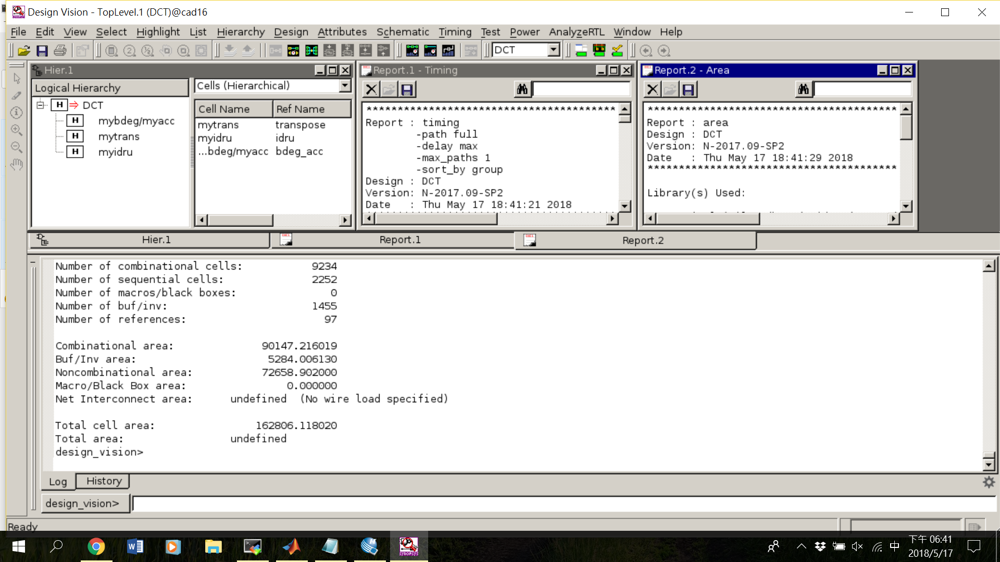 Design Vision - TopLevel.1 (DCT)@cad16
File Edit View Select Highlight List Hierarchy Design Attributes Schematic Timing Test Power AnalyzeRTL Window Help
DCT
Hier.1
Logical Hierarchy
DCT
H mybdeg/myacc
H mytrans
H myidru
Cells (Hierarchical)
Cell Name Ref Name
mytrans transpose
myidru idru
...bdeg/myacc bdeg_acc
Report.1 - Timing
****************************************
Report : timing
-path full
-delay max
-max_paths 1
-sort_by group
Design : DCT
Version: N-2017.09-SP2
Date : Thu May 17 18:41:21 2018
Report.2 - Area
****************************************
Report : area
Design : DCT
Version: N-2017.09-SP2
Date : Thu May 17 18:41:29 2018
****************************************
Library(s) Used:
Hier.1 Report.1 Report.2
Number of combinational cells: 9234
Number of sequential cells: 2252
Number of macros/black boxes: 0
Number of buf/inv: 1455
Number of references: 97
Combinational area: 90147.216019
Buf/Inv area: 5284.006130
Noncombinational area: 72658.902000
Macro/Black Box area: 0.000000
Net Interconnect area: undefined (No wire load specified)
Total cell area: 162806.118020
Total area: undefined
design_vision>
Log History
design_vision>
Ready
中
下午 06:41
2018/5/17
SYNOPSYS